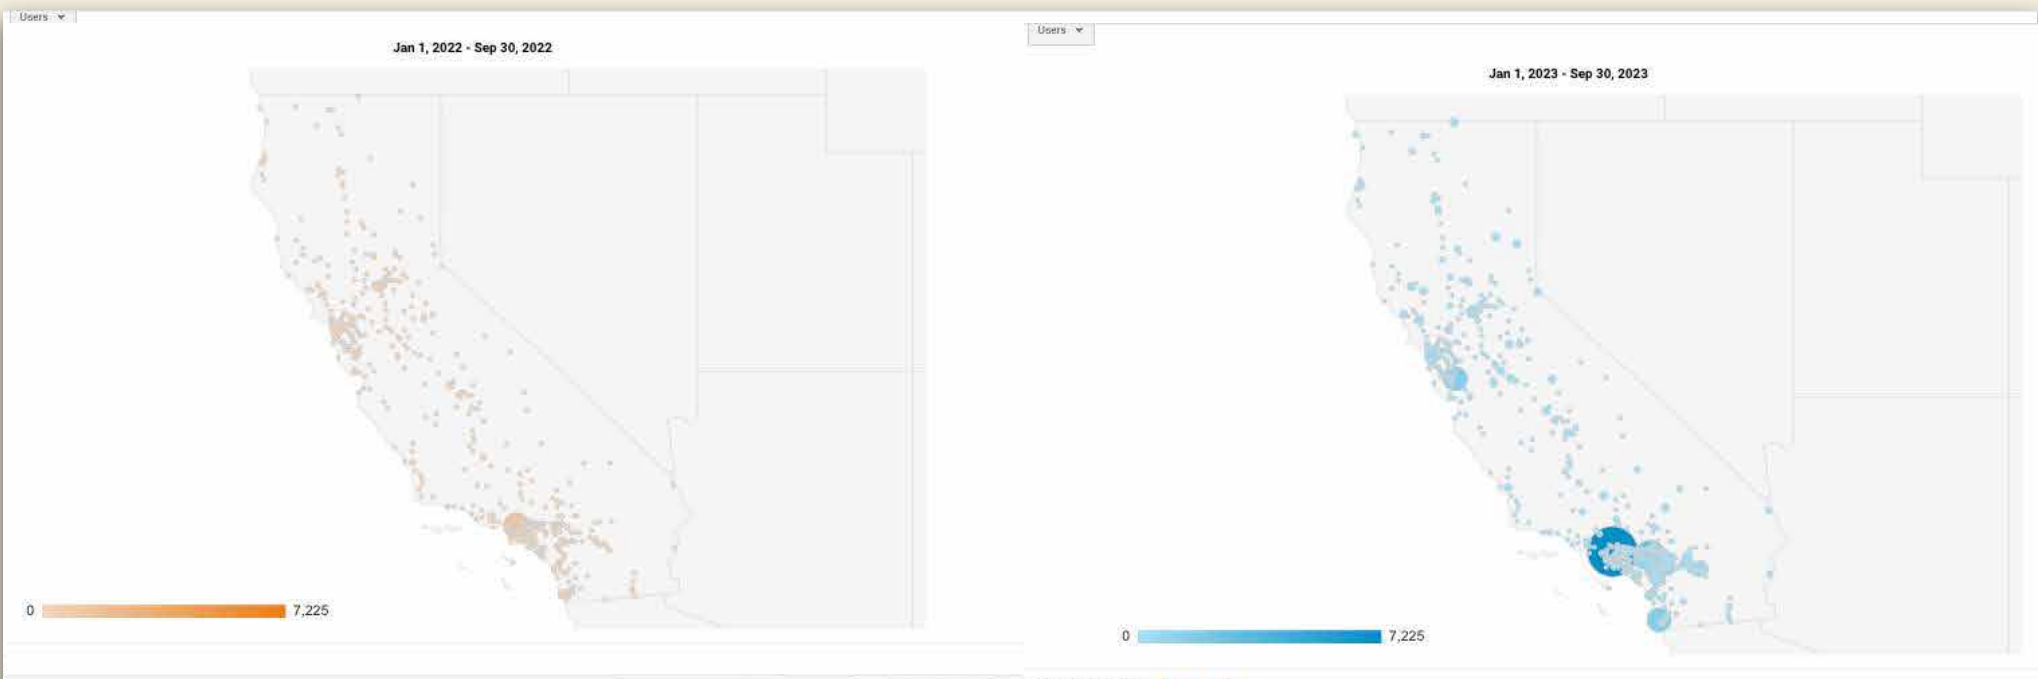 Users
Jan 1, 2022 - Sep 30, 2022
0
7,225
Users
Jan 1, 2023 - Sep 30, 2023
0
7,225